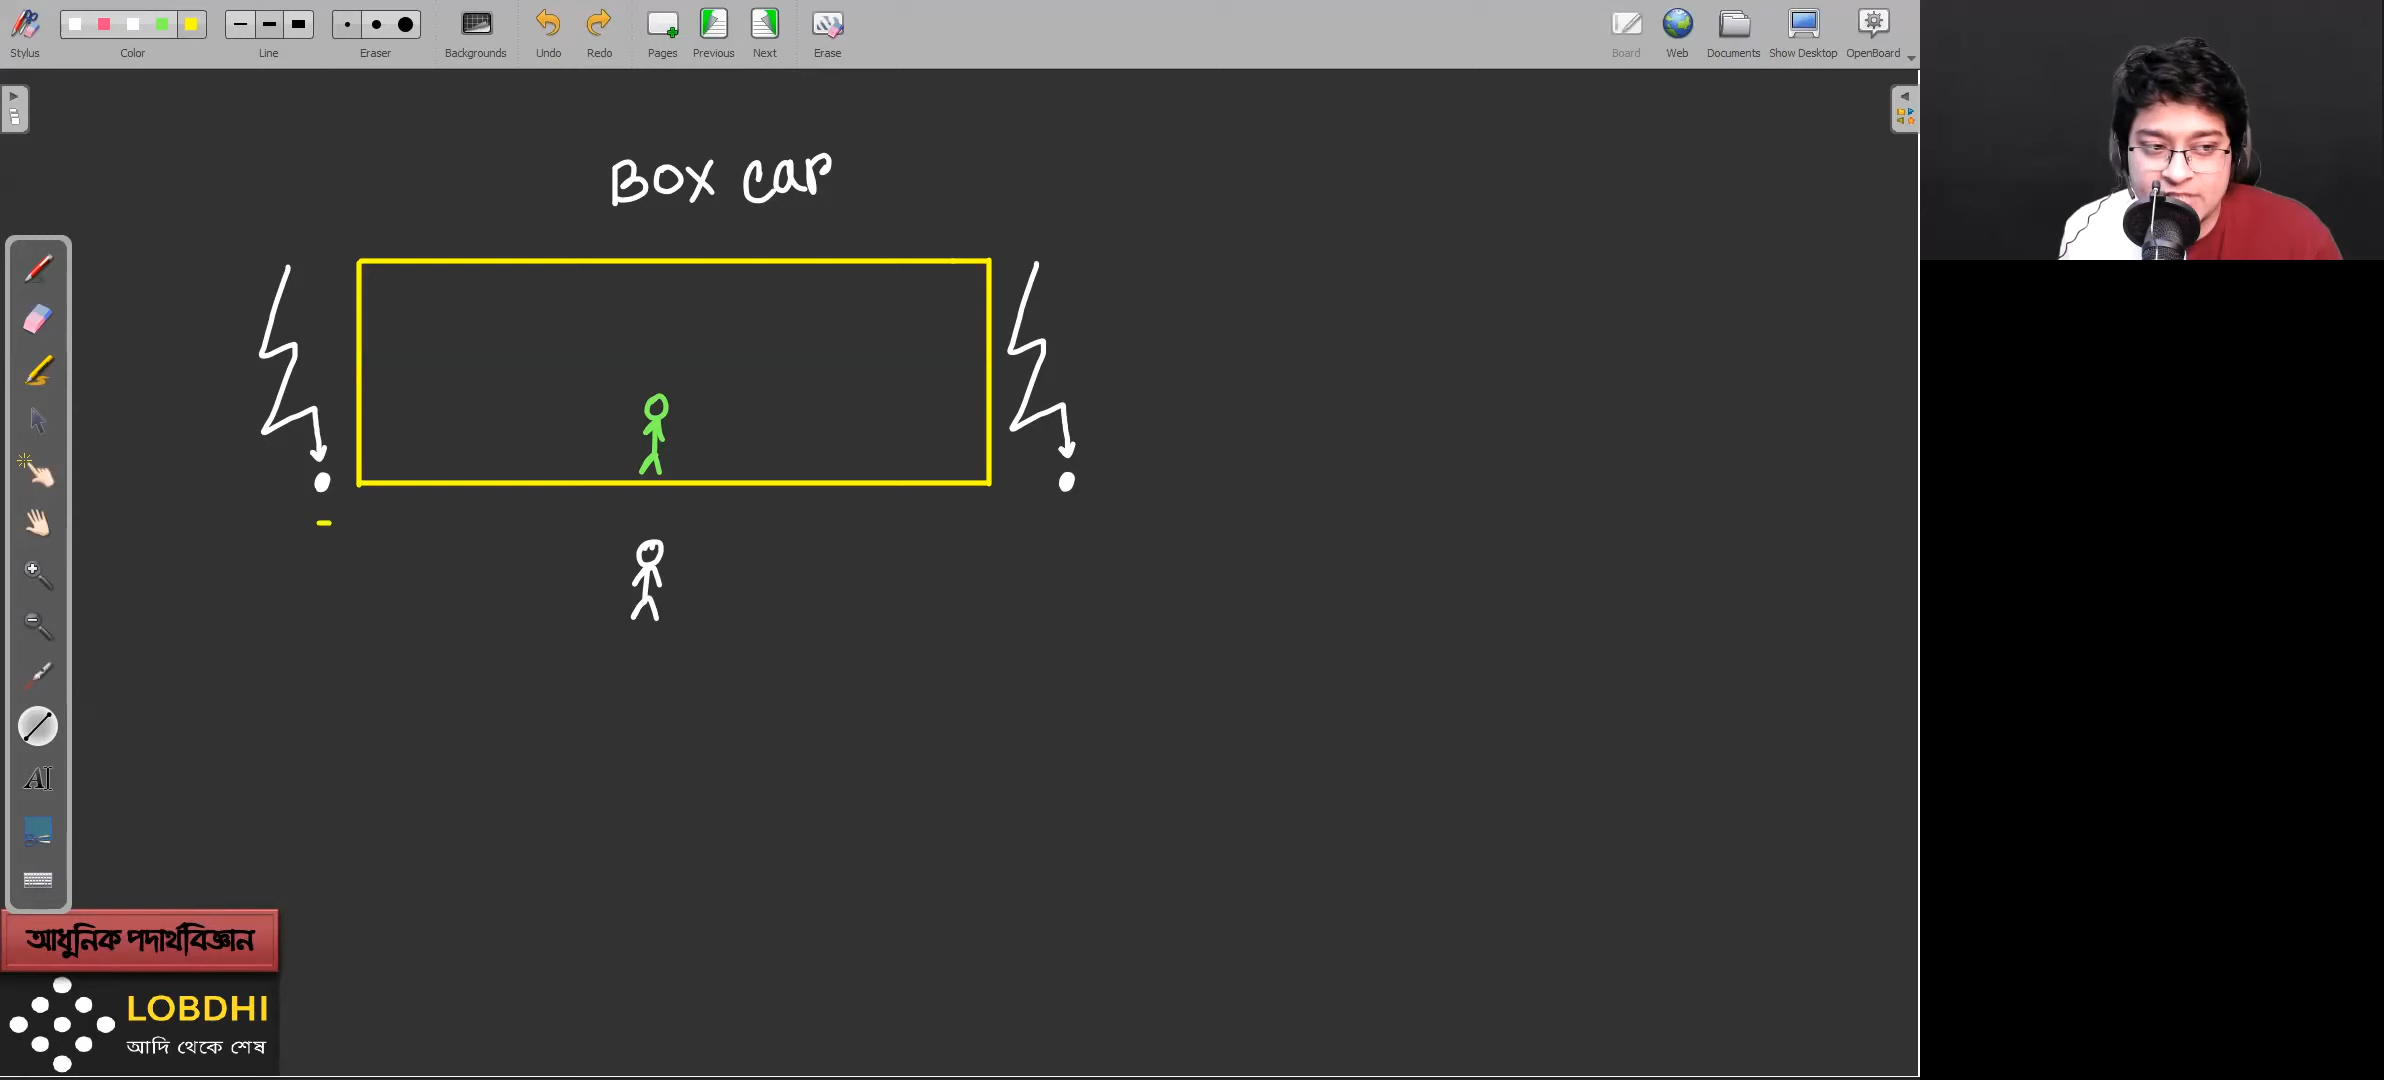 Stylus
Color
Line
Eraser
Backgrounds
Undo
Redo
Pages
Previous
Next
Erase
Board
Web
Documents
Show Desktop
OpenBoard
Box car
AI
আধুনিক পদার্থবিজ্ঞান
LOBDHI
আদি থেকে শেষ